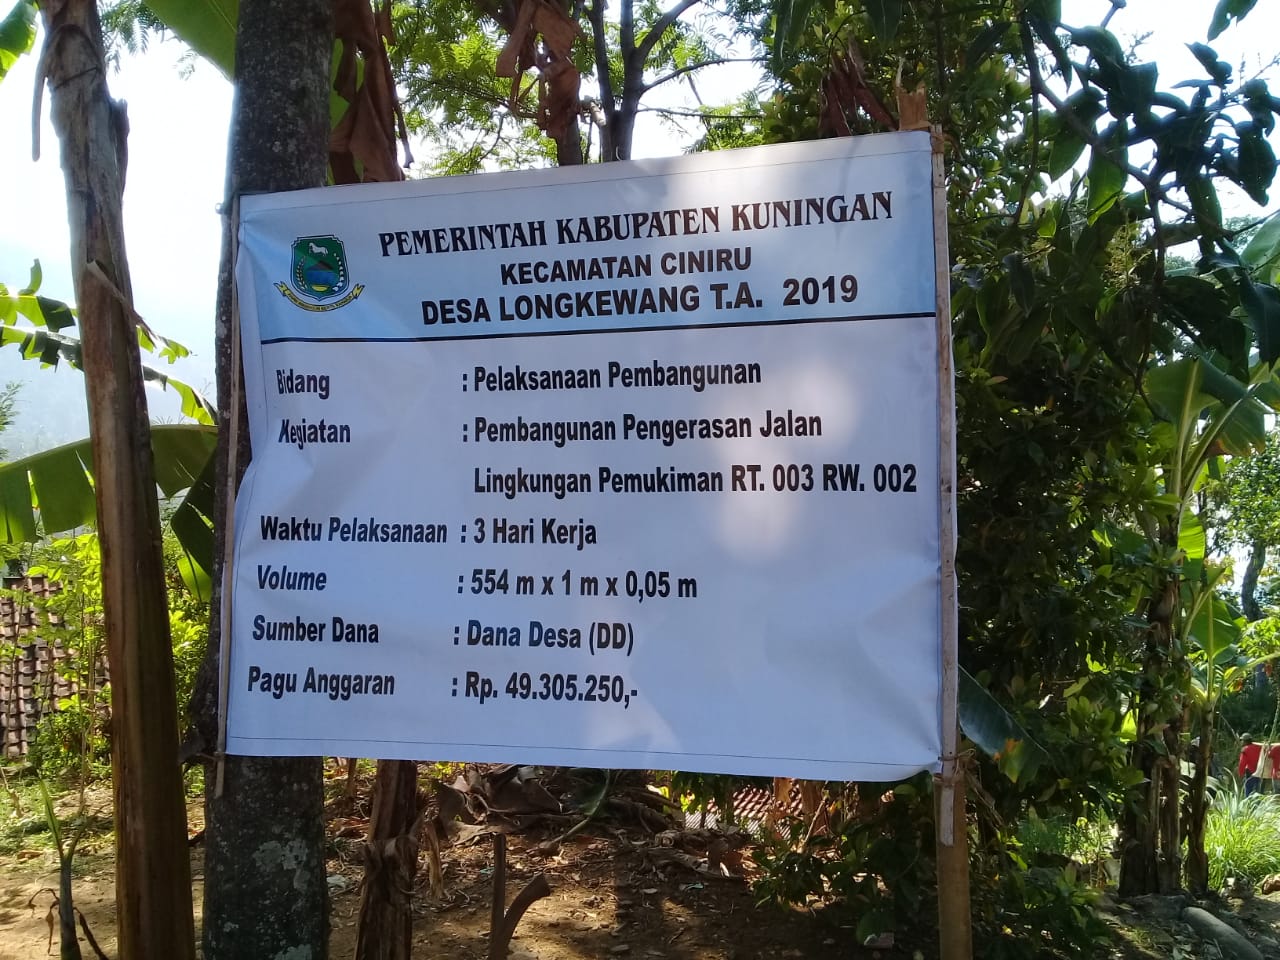 PEMERINTAH KABUPATEN KUNINGAN
KECAMATAN CINIRU
DESA LONGKEWANG T.A. 2019
Bidang : Pelaksanaan Pembangunan
Kegiatan : Pembangunan Pengerasan Jalan
Lingkungan Pemukiman RT. 003 RW. 002
Waktu Pelaksanaan : 3 Hari Kerja
Volume : 554 m x 1 m x 0,05 m
Sumber Dana : Dana Desa (DD)
Pagu Anggaran : Rp. 49.305.250,-